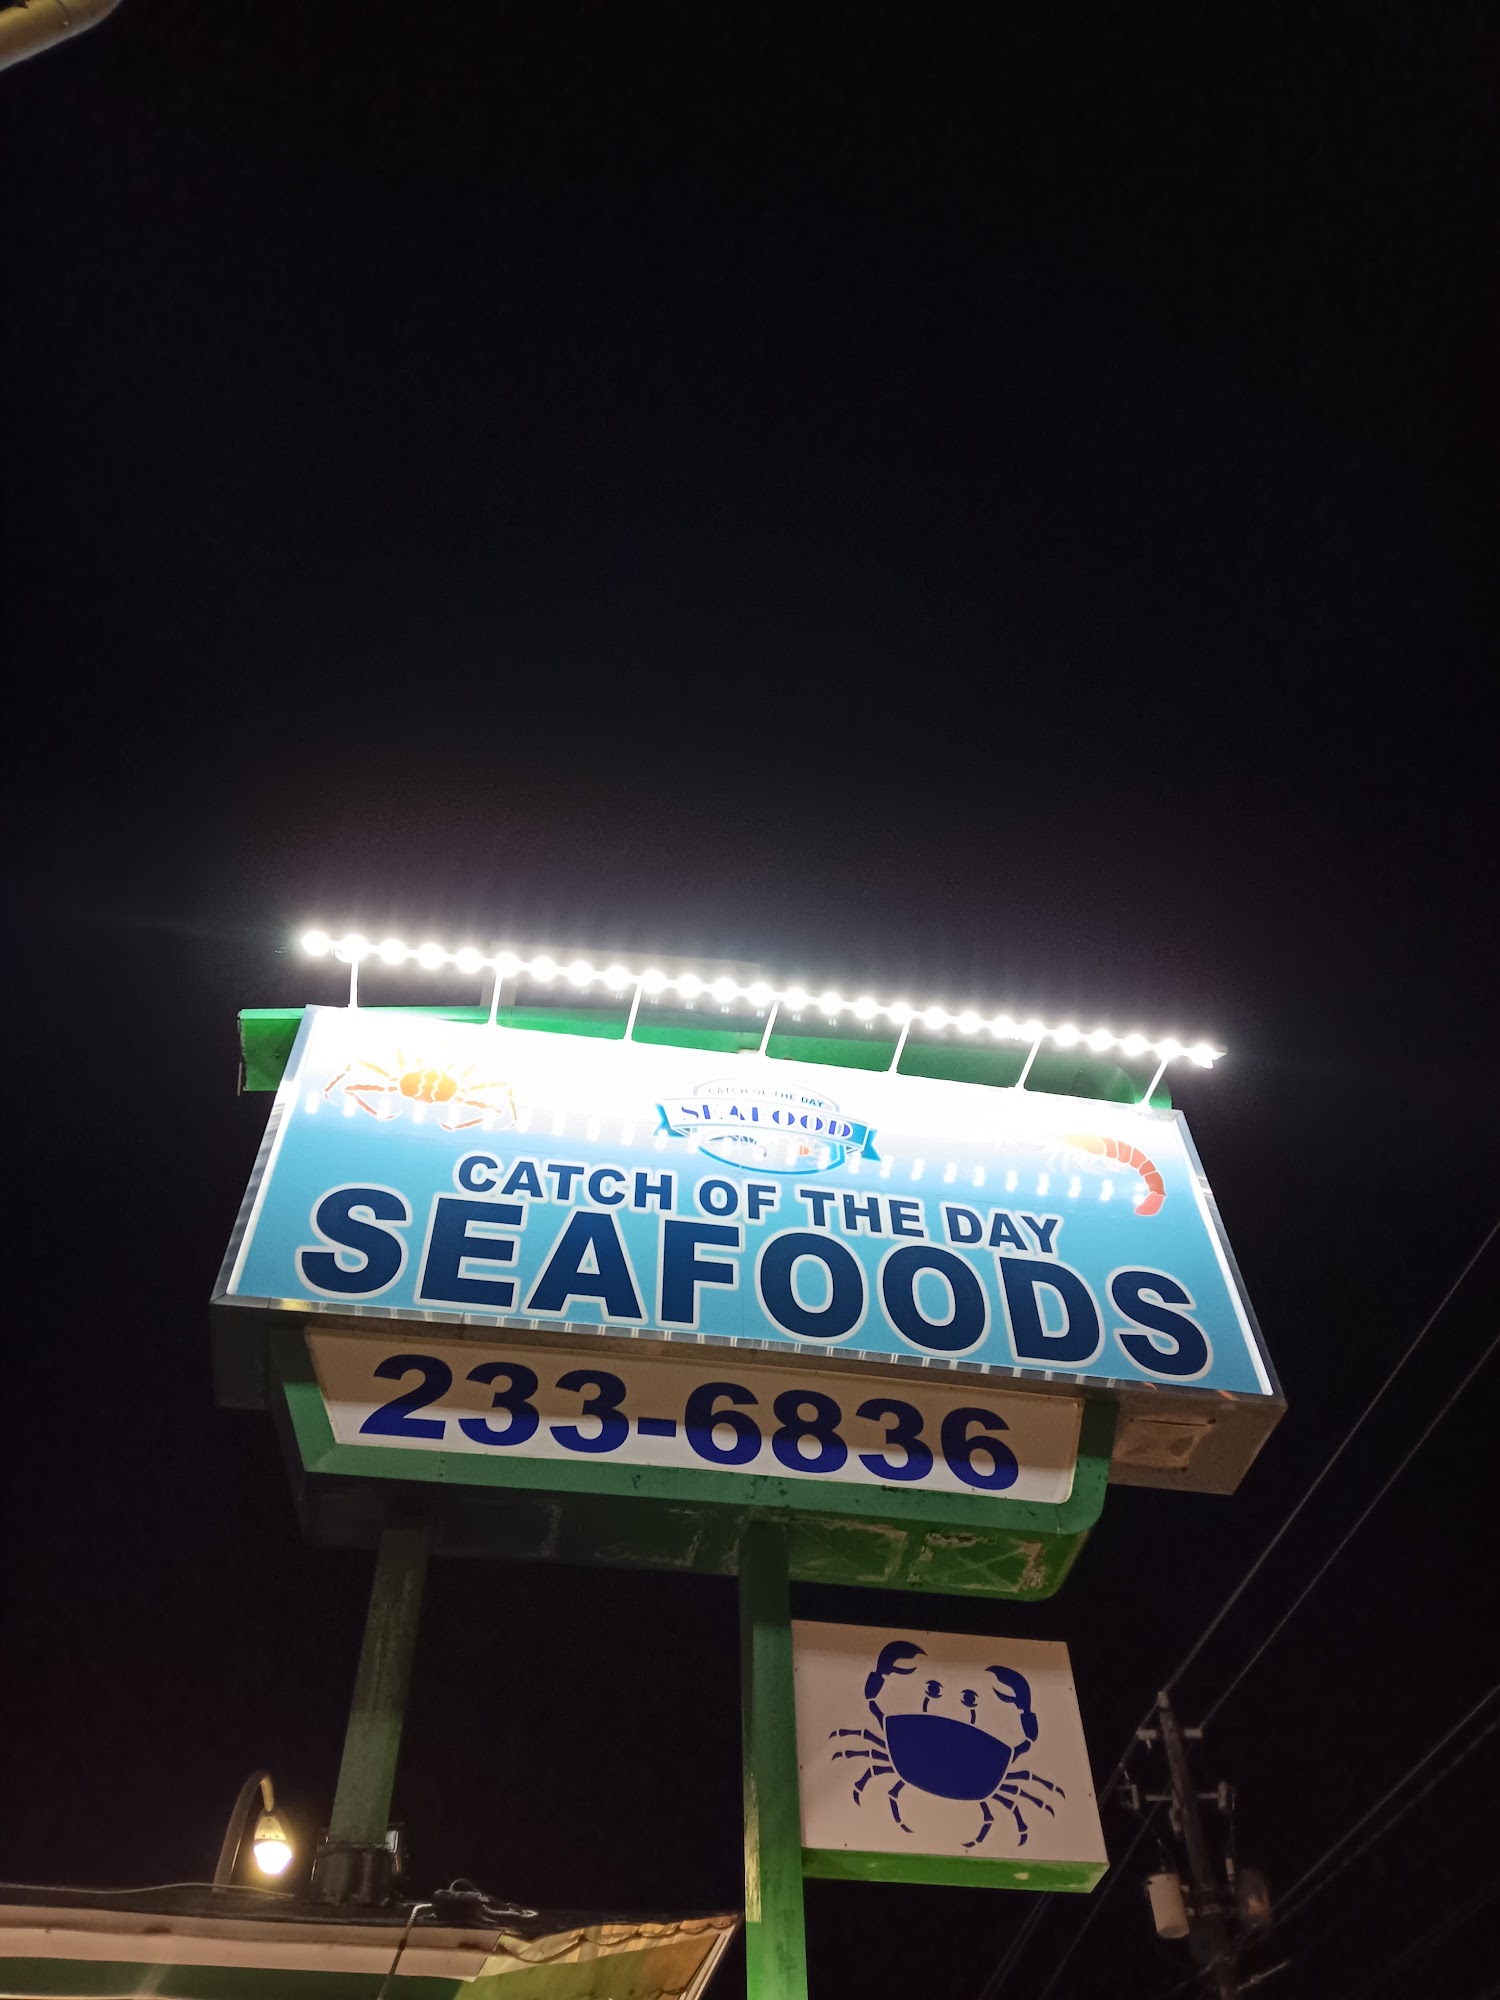 CATCH OF THE DAY
SEAFOOD
CATCH OF THE DAY
SEAFOODS
233-6836